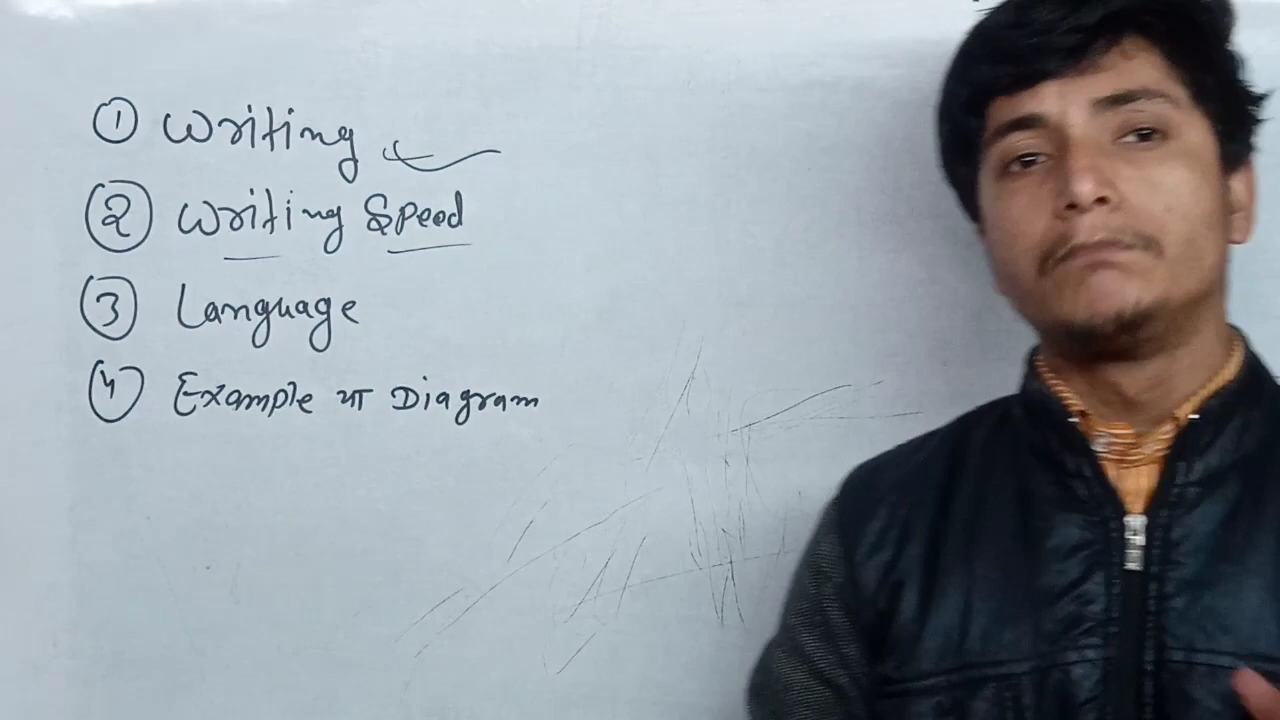 ① Writing
② Writing Speed
③ Language
④ Example या Diagram